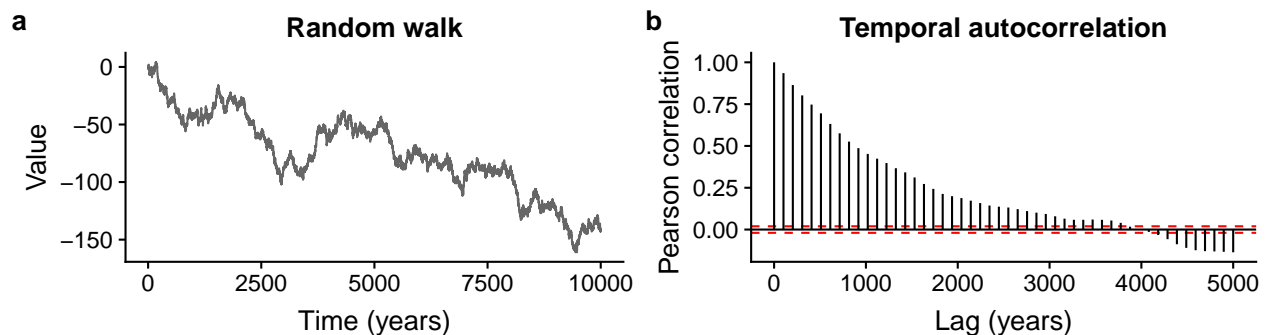 a
Random walk
0
−50
−100
−150
Value
0 2500 5000 7500 10000
Time (years)
b
Temporal autocorrelation
1.00
0.75
0.50
0.25
0.00
Pearson correlation
0 1000 2000 3000 4000 5000
Lag (years)